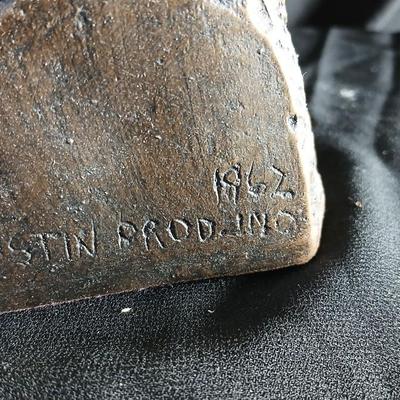 1962
STIN PROD. INC